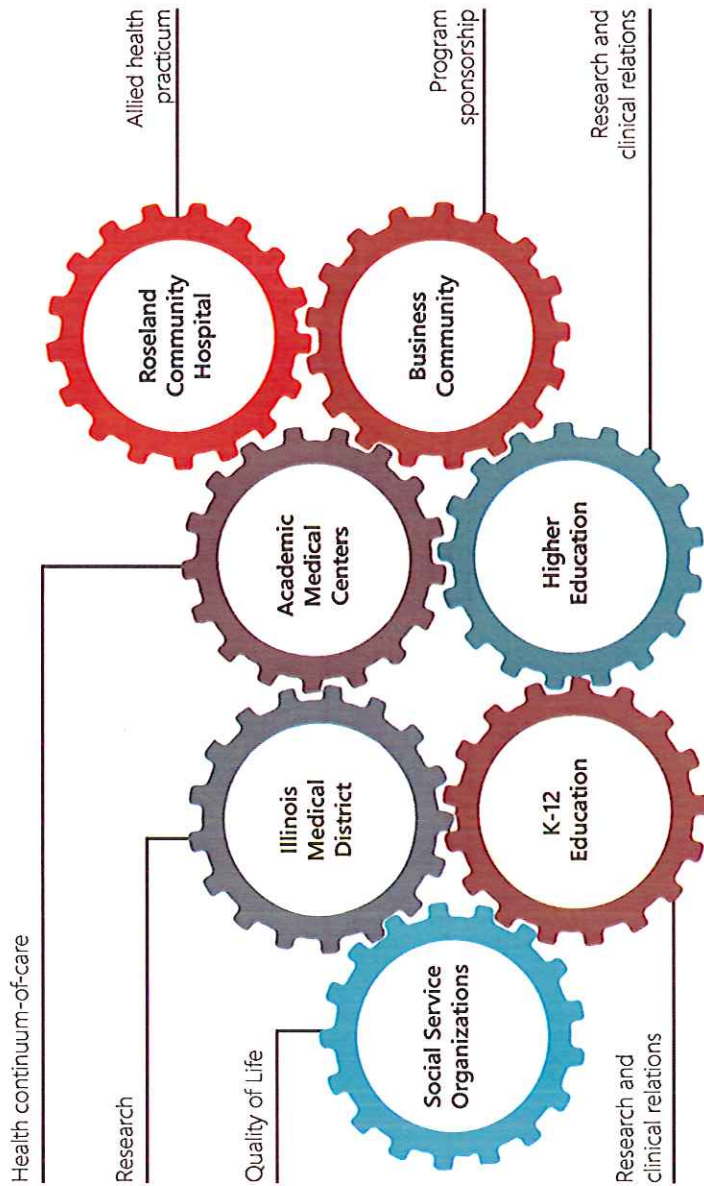 Health continuum-of-care
Research
Quality of Life
Allied health
practicum
Program
sponsorship
Research and
clinical relations
Roseland
Community
Hospital
Business
Community
Academic
Medical
Centers
Higher
Education
Illinois
Medical
District
K-12
Education
Social Service
Organizations
Research and
clinical relations